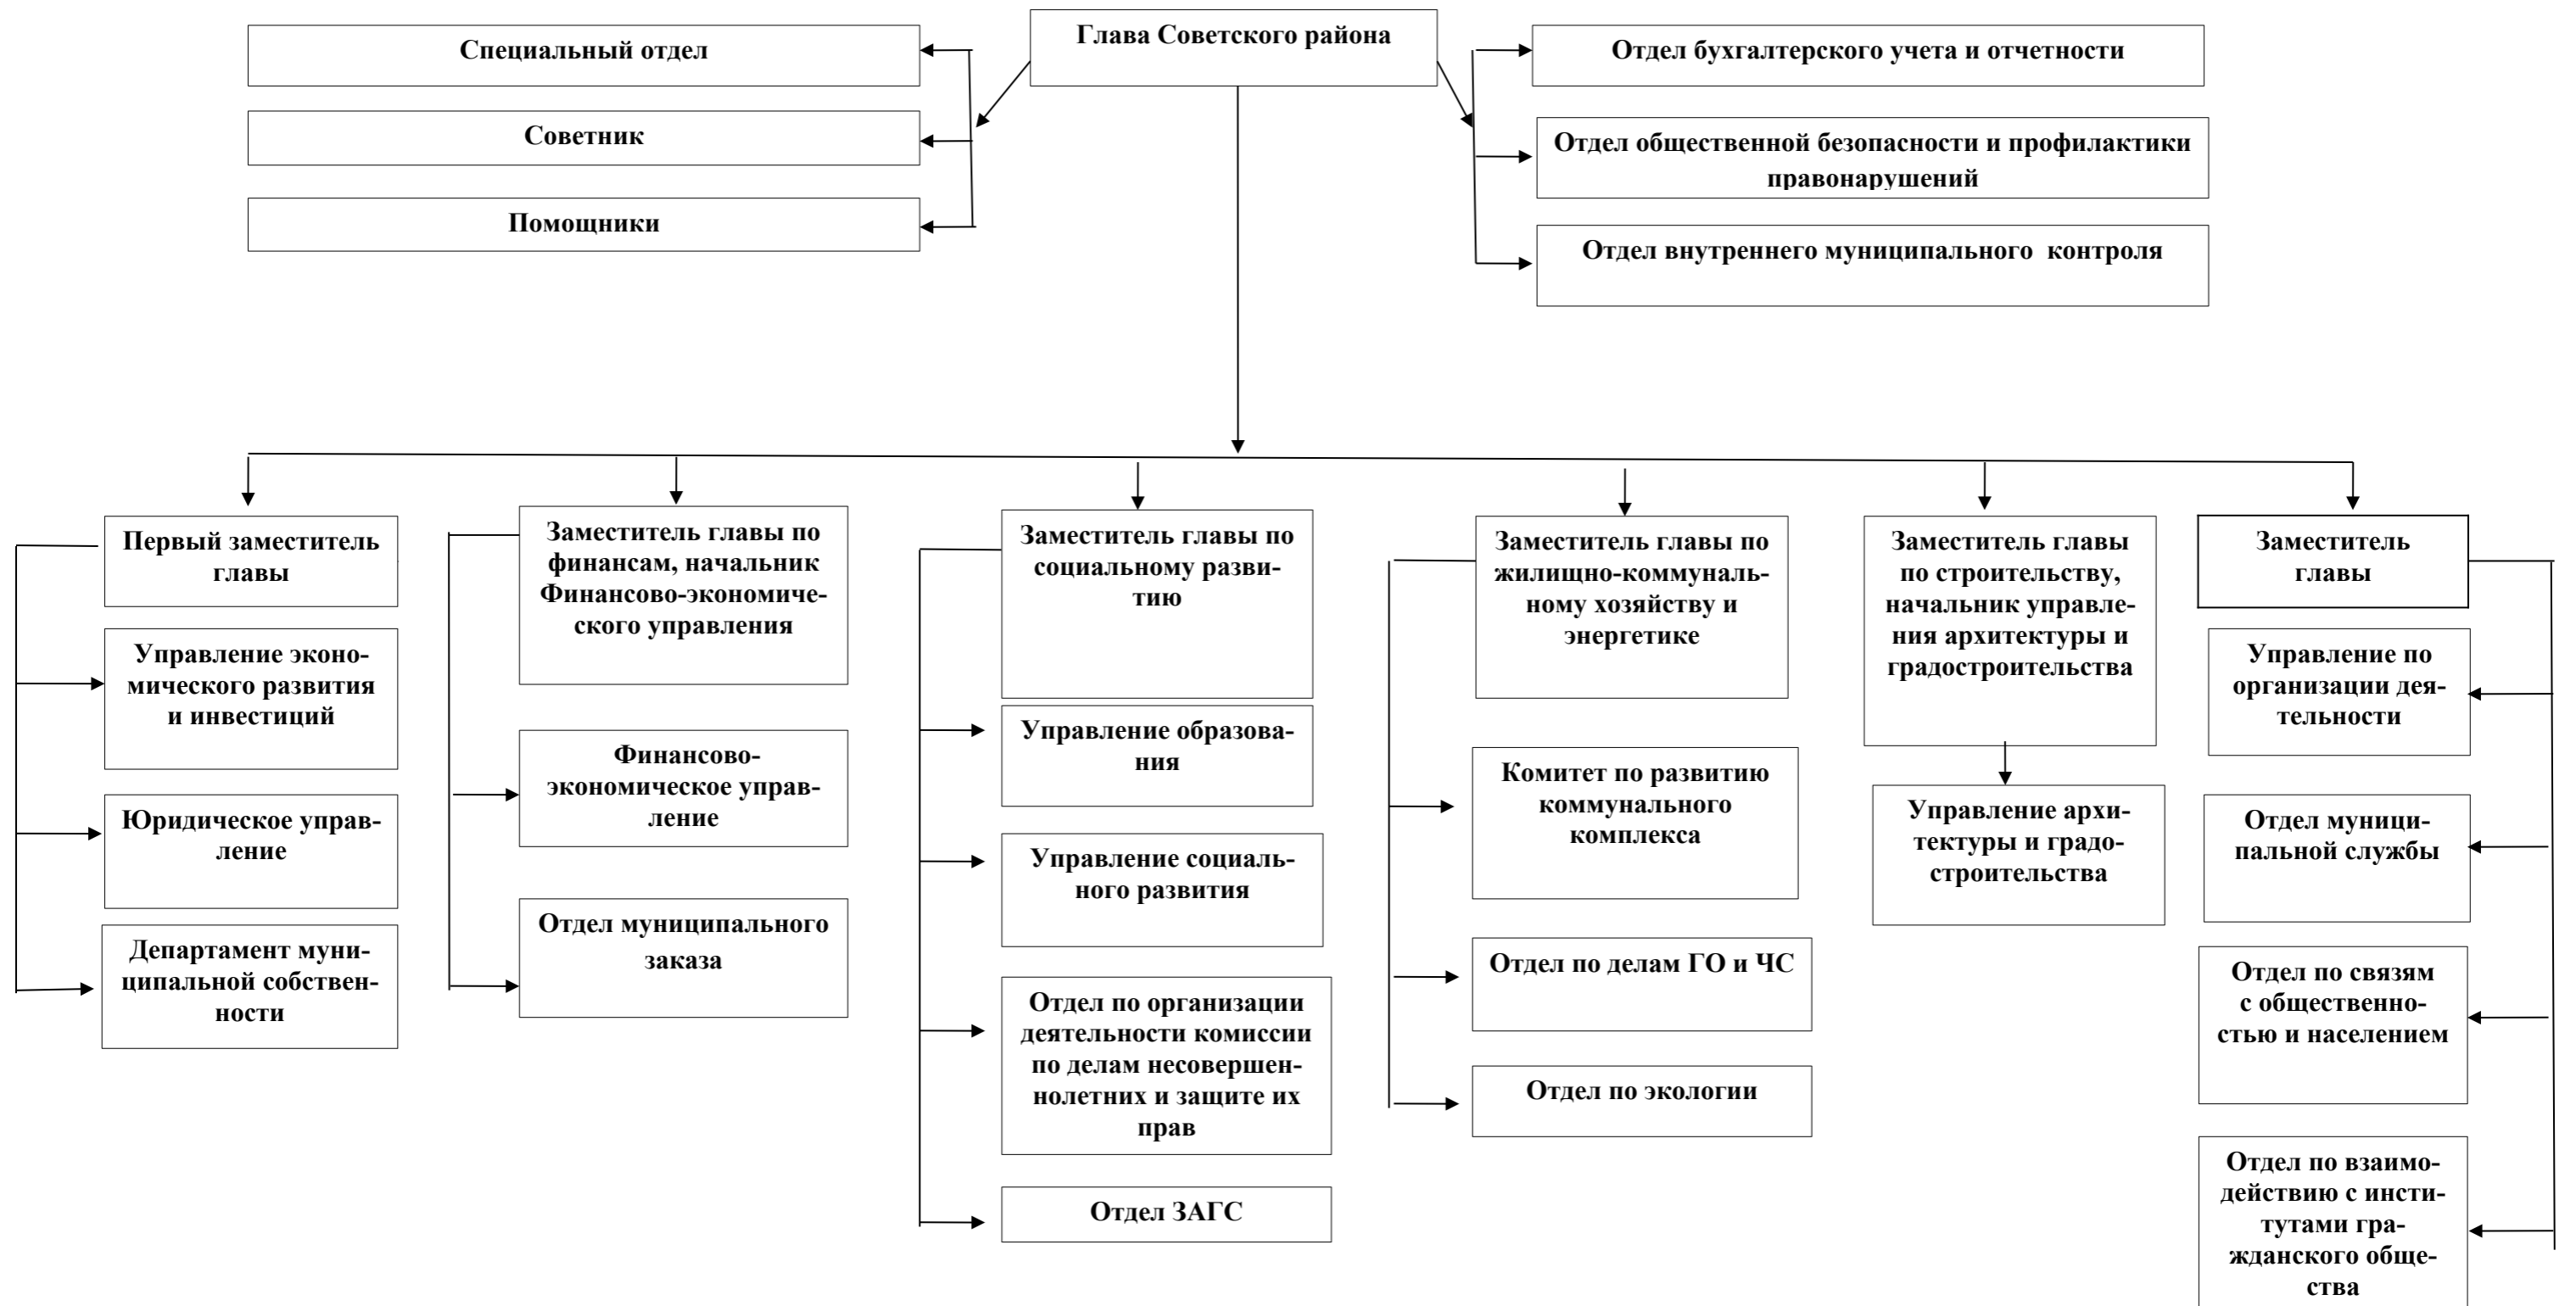 Глава Советского района
Специальный отдел
Советник
Помощники
Отдел бухгалтерского учета и отчетности
Отдел общественной безопасности и профилактики
правонарушений
Отдел внутреннего муниципального  контроля
Первый заместитель
главы
Управление эконо-
мического развития
и инвестиций
Юридическое управ-
ление
Департамент муни-
ципальной собствен-
ности
Заместитель главы по
финансам, начальник
Финансово-экономиче-
ского управления
Финансово-
экономическое управ-
ление
Отдел муниципального
заказа
Заместитель главы по
социальному разви-
тию
Управление образова-
ния
Управление социаль-
ного развития
Отдел по организации
деятельности комиссии
по делам несовершен-
нолетних и защите их
прав
Отдел ЗАГС
Заместитель главы по
жилищно-коммуналь-
ному хозяйству и
энергетике
Комитет по развитию
коммунального
комплекса
Отдел по делам ГО и ЧС
Отдел по экологии
Заместитель главы
по строительству,
начальник управле-
ния архитектуры и
градостроительства
Управление архи-
тектуры и градо-
строительства
Заместитель
главы
Управление по
организации дея-
тельности
Отдел муници-
пальной службы
Отдел по связям
с общественно-
стью и населением
Отдел по взаимо-
действию с инсти-
тутами гра-
жданского обще-
ства